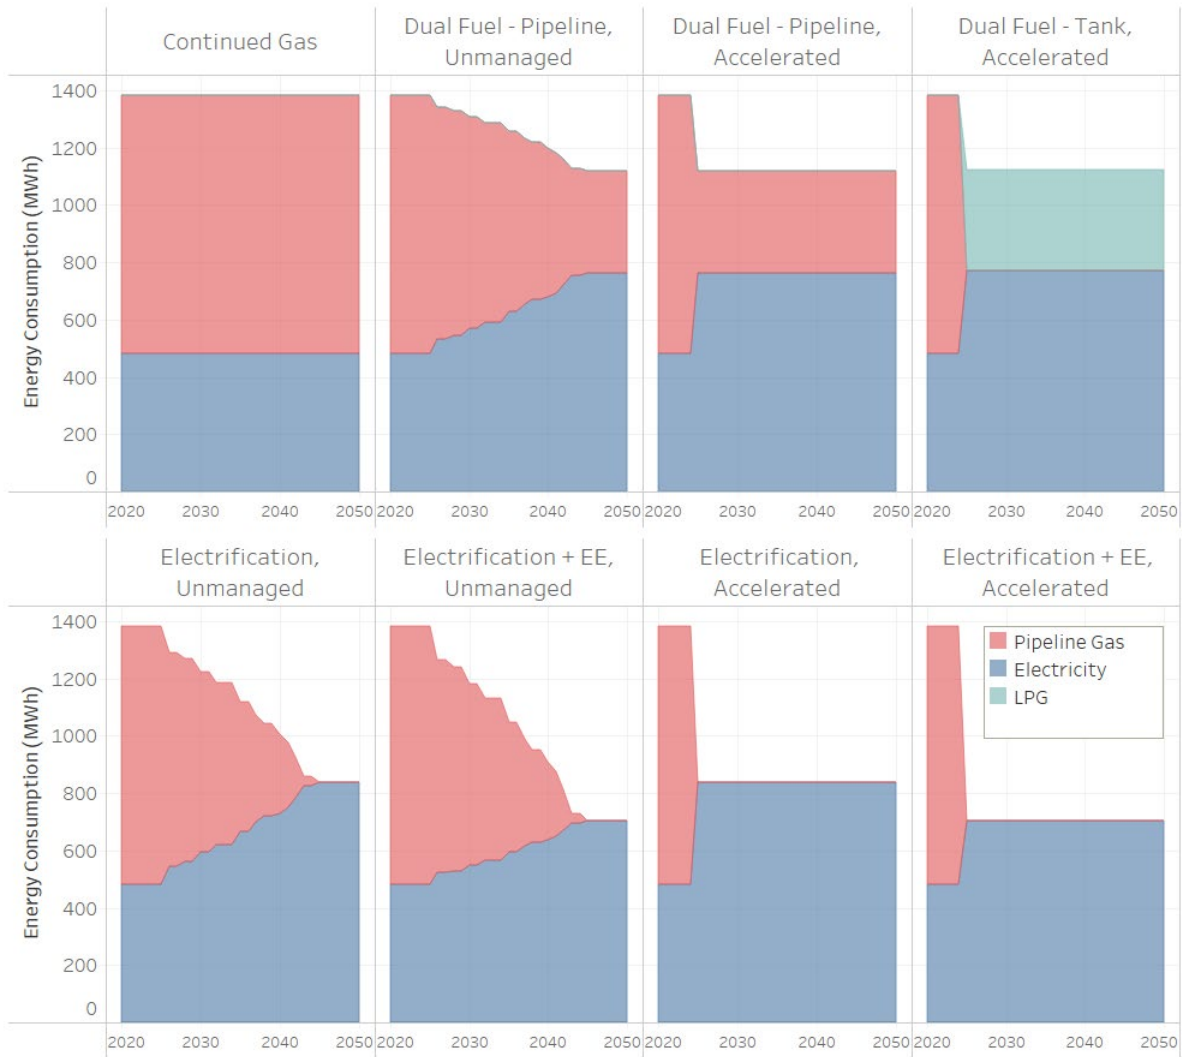 Continued Gas
Dual Fuel - Pipeline,
Unmanaged
Dual Fuel - Pipeline,
Accelerated
Dual Fuel - Tank,
Accelerated
Energy Consumption (MWh)
1400
1200
1000
800
600
400
200
0
2020 2030 2040 2050
2020 2030 2040 2050
2020 2030 2040 2050
2020 2030 2040 2050
Electrification,
Unmanaged
Electrification + EE,
Unmanaged
Electrification,
Accelerated
Electrification + EE,
Accelerated
Energy Consumption (MWh)
1400
1200
1000
800
600
400
200
0
Pipeline Gas
Electricity
LPG
2020 2030 2040 2050
2020 2030 2040 2050
2020 2030 2040 2050
2020 2030 2040 2050